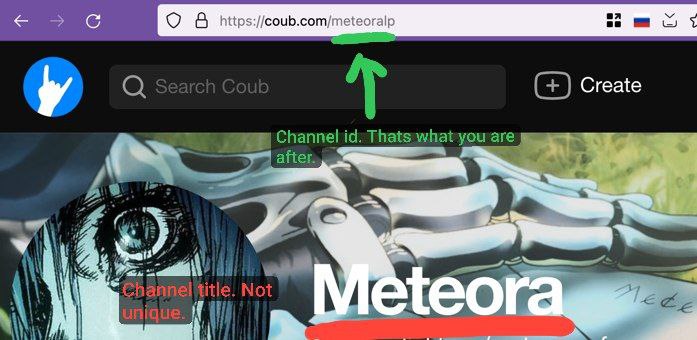 https://coub.com/meteoralp
Search Coub
Create
Channel id. Thats what you are
after.
Channel title. Not
unique.
Meteora